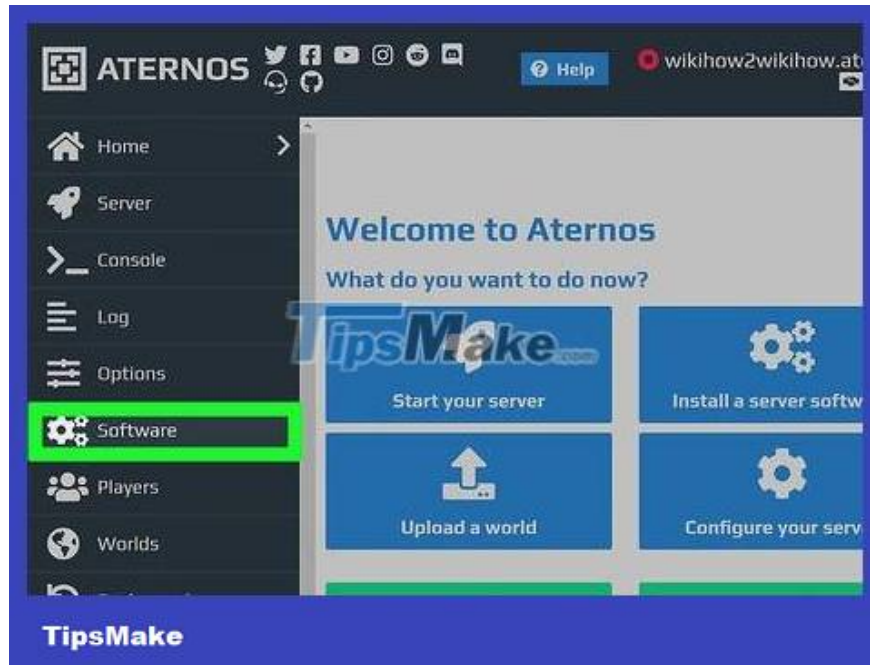 ATERNOS
Help
wikihow2wikihow.at
Home
Server
Console
Log
Options
Software
Players
Worlds
Welcome to Aternos
What do you want to do now?
TipsMake.com
Start your server
Install a server softw
Upload a world
Configure your serv
TipsMake